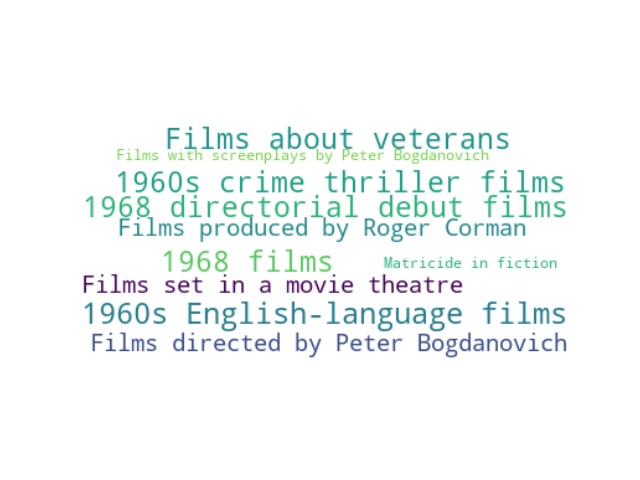 Films about veterans
Films with screenplays by Peter Bogdanovich
1960s crime thriller films
1968 directorial debut films
Films produced by Roger Corman
1968 films
Matricide in fiction
Films set in a movie theatre
1960s English-language films
Films directed by Peter Bogdanovich